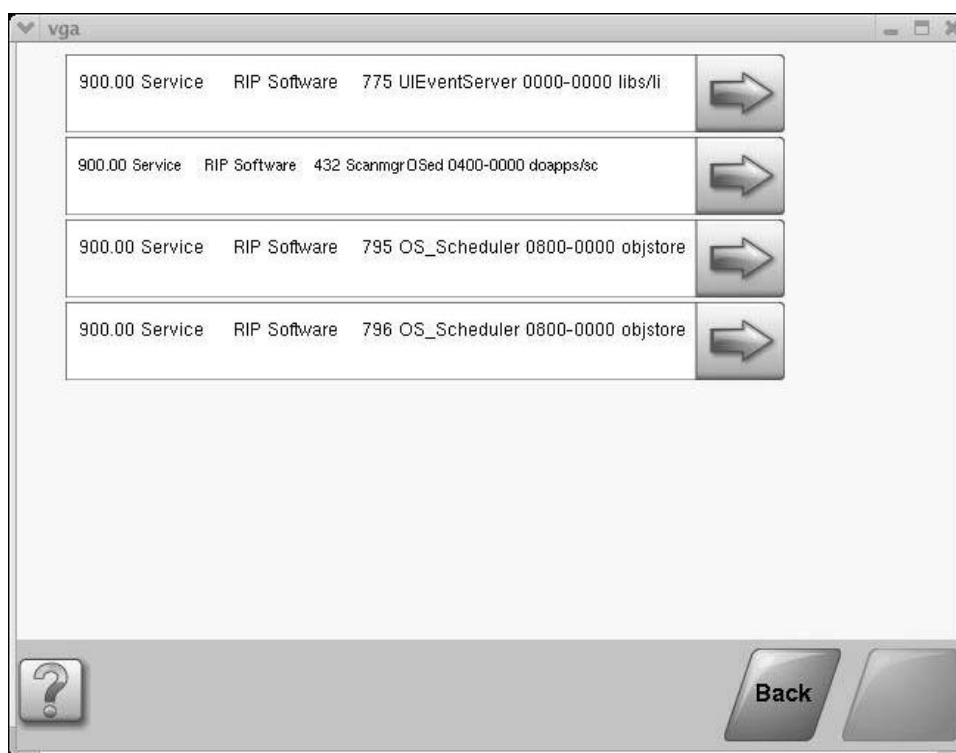 vga
900.00 Service RIP Software 775 UIEventServer 0000-0000 libs/li
900.00 Service RIP Software 432 ScanmgrOSed 0400-0000 doapps/sc
900.00 Service RIP Software 795 OS_Scheduler 0800-0000 objstore
900.00 Service RIP Software 796 OS_Scheduler 0800-0000 objstore
?
Back